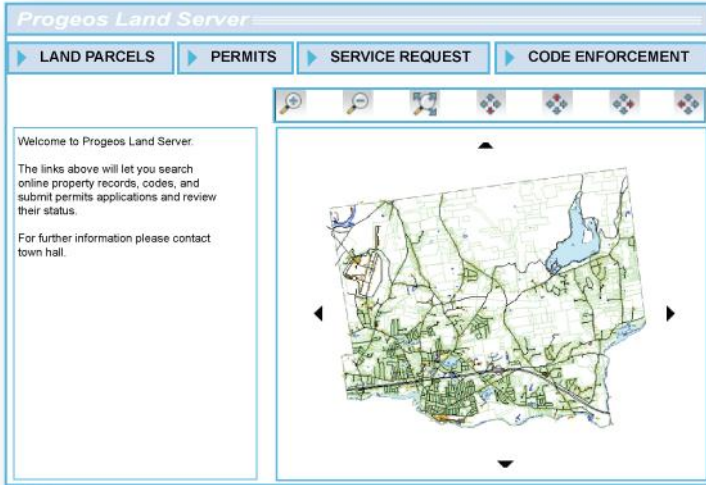 Progeos Land Server
LAND PARCELS
PERMITS
SERVICE REQUEST
CODE ENFORCEMENT
Welcome to Progeos Land Server.
The links above will let you search
online property records, codes, and
submit permits applications and review
their status.
For further information please contact
town hall.